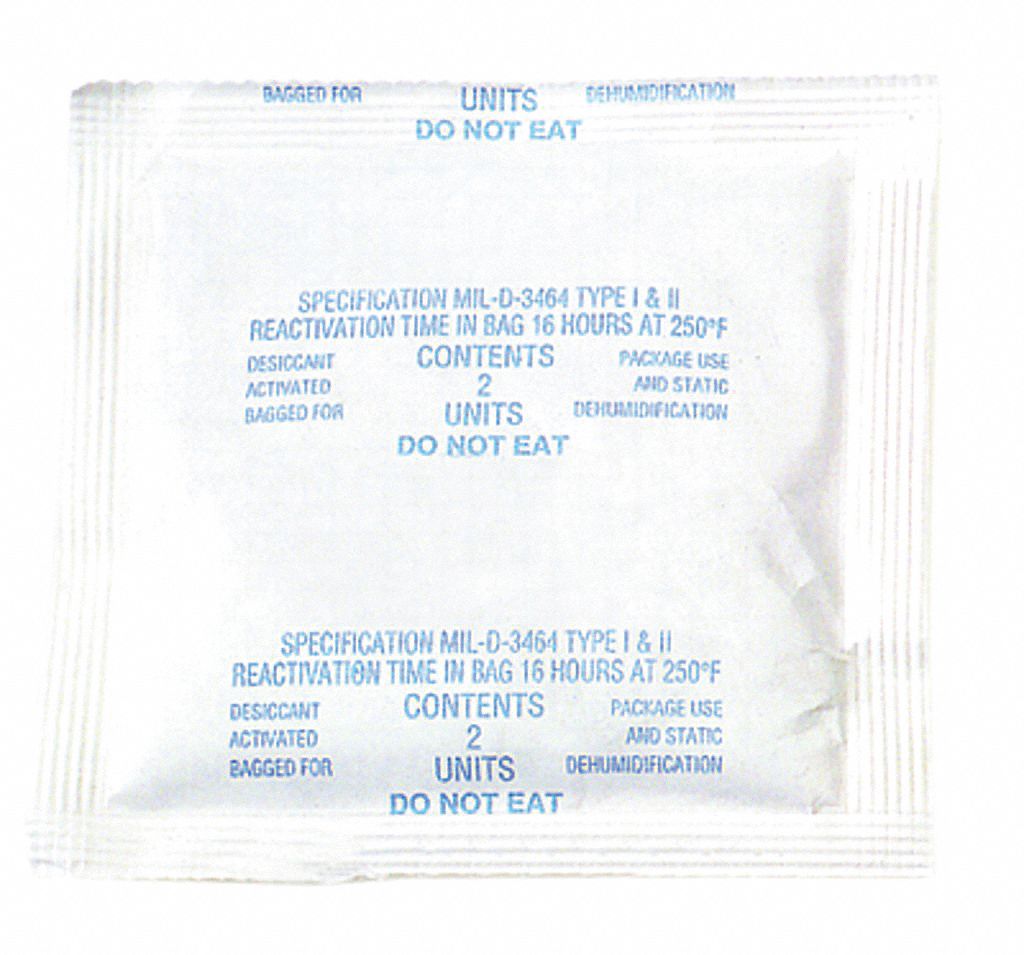 BAGGED FOR UNITS DEHUMIDIFICATION
DO NOT EAT
SPECIFICATION MIL-D-3464 TYPE I & II
REACTIVATION TIME IN BAG 16 HOURS AT 250°F
DESICCANT CONTENTS PACKAGE USE
ACTIVATED 2 AND STATIC
BAGGED FOR UNITS DEHUMIDIFICATION
DO NOT EAT
SPECIFICATION MIL-D-3464 TYPE I & II
REACTIVATION TIME IN BAG 16 HOURS AT 250°F
DESICCANT CONTENTS PACKAGE USE
ACTIVATED 2 AND STATIC
BAGGED FOR UNITS DEHUMIDIFICATION
DO NOT EAT